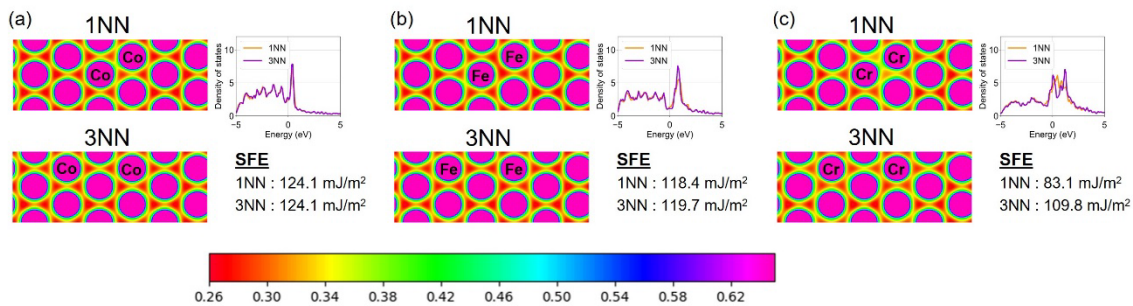 (a)
1NN
Co
Co
Density of states
10
5
0
1NN
3NN
−5
0
5
Energy (eV)
3NN
Co
Co
SFE
1NN : 124.1 mJ/m²
3NN : 124.1 mJ/m²
(b)
1NN
Fe
Fe
Density of states
10
5
0
1NN
3NN
−5
0
5
Energy (eV)
3NN
Fe
Fe
SFE
1NN : 118.4 mJ/m²
3NN : 119.7 mJ/m²
(c)
1NN
Cr
Cr
Density of states
10
5
0
1NN
3NN
−5
0
5
Energy (eV)
3NN
Cr
Cr
SFE
1NN : 83.1 mJ/m²
3NN : 109.8 mJ/m²
0.26 0.30 0.34 0.38 0.42 0.46 0.50 0.54 0.58 0.62